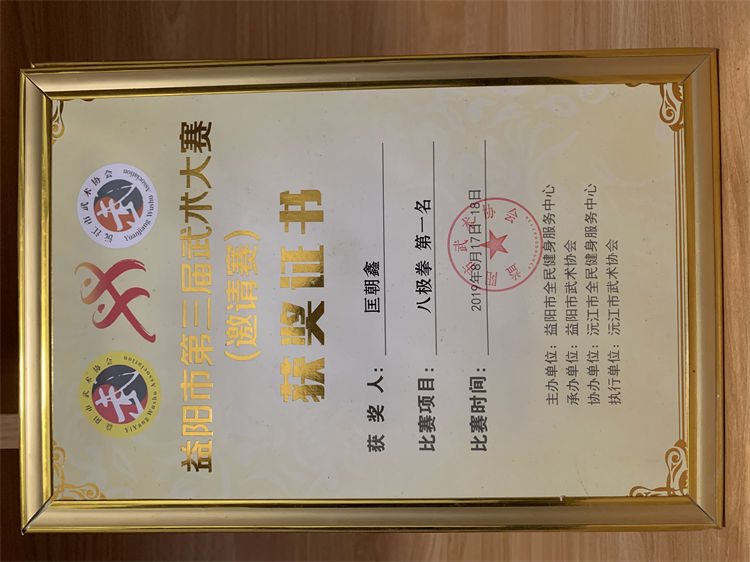 益阳市武术协会
YiYang Wushu Association
沅江市武术协会
Yuanjiang Wushu Association
益阳市第三届武术大赛
（邀请赛）
获奖证书
获 奖 人： 匡朝鑫
比赛项目： 八极拳 第一名
比赛时间： 2019年8月17日-18日
主办单位：益阳市全民健身服务中心
承办单位：益阳市武术协会
协办单位：沅江市全民健身服务中心
执行单位：沅江市武术协会